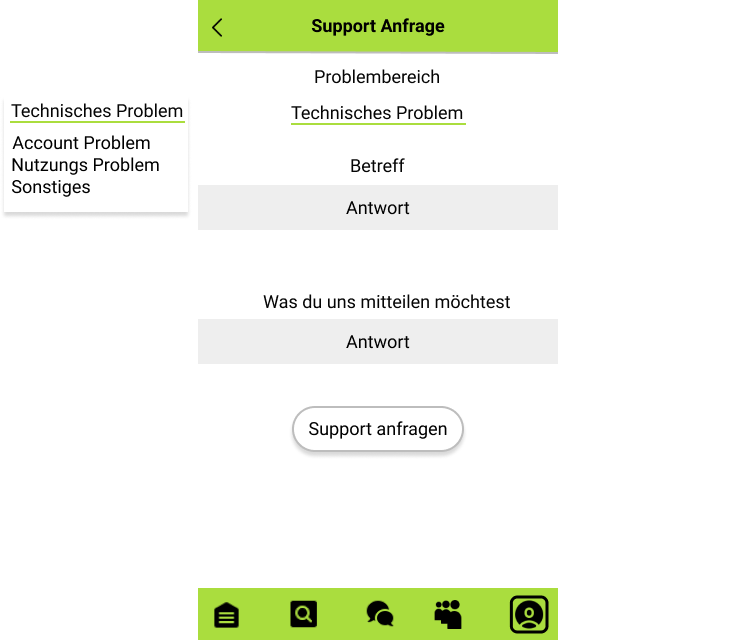 Support Anfrage
Problembereich
Technisches Problem
Technisches Problem
Account Problem
Nutzungs Problem
Sonstiges
Betreff
Antwort
Was du uns mitteilen möchtest
Antwort
Support anfragen